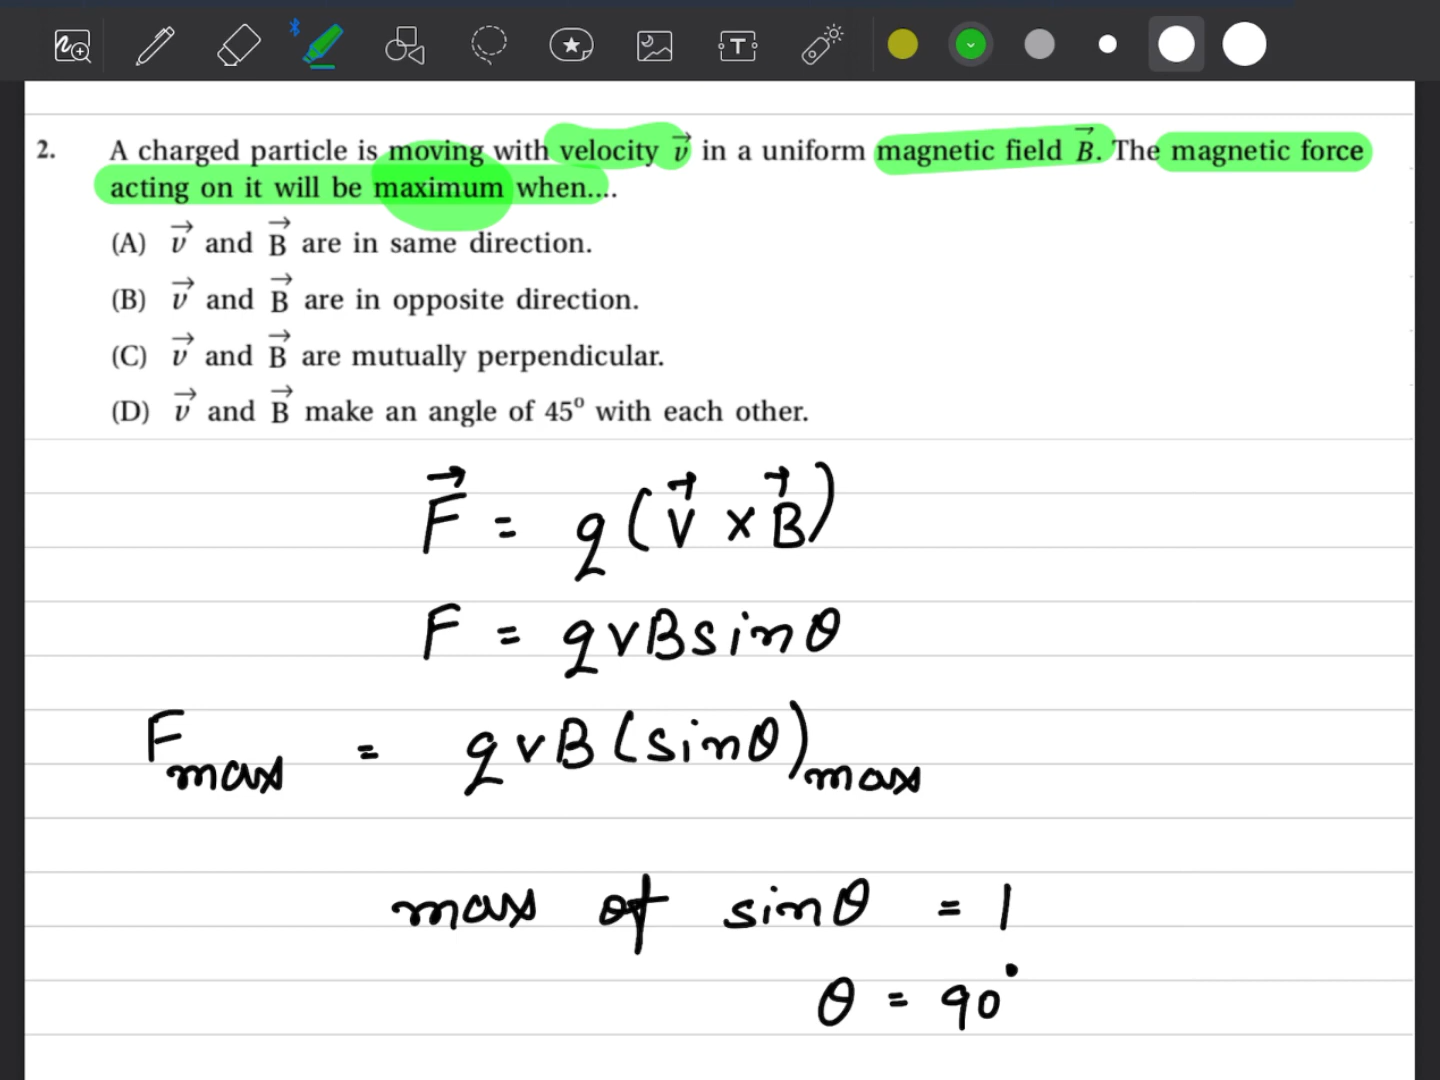 2. A charged particle is moving with velocity v⃗ in a uniform magnetic field B⃗. The magnetic force
acting on it will be maximum when....
(A) v⃗ and B⃗ are in same direction.
(B) v⃗ and B⃗ are in opposite direction.
(C) v⃗ and B⃗ are mutually perpendicular.
(D) v⃗ and B⃗ make an angle of 45° with each other.
F⃗ = q(v⃗ × B⃗)
F = qvBsinθ
F_max = qvB(sinθ)_max
max of sinθ = 1
θ = 90°